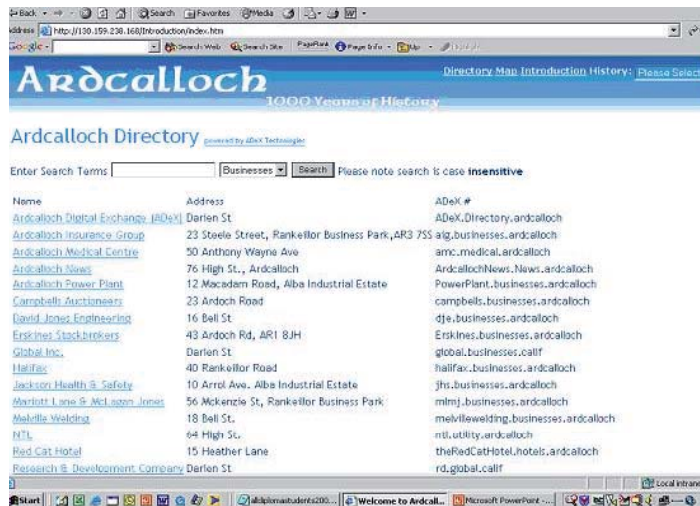 Back Search Favorites Media
Address http://130.159.238.168/Introduction/index.htm
Google Search Web Search Site PageRank Page Info Up
Ardcalloch
Directory Map Introduction History: Please Select
1000 Years of History
Ardcalloch Directory powered by ADeX Technologies
Enter Search Terms Businesses Search Please note search is case insensitive
Name Address ADeX #
Ardcalloch Digital Exchange (ADeX) Darien St ADeX.Directory.ardcalloch
Ardcalloch Insurance Group 23 Steele Street, Rankeillor Business Park,AR3 7SS aig.businesses.ardcalloch
Ardcalloch Medical Centre 50 Anthony Wayne Ave amc.medical.ardcalloch
Ardcalloch News 76 High St., Ardcalloch ArdcallochNews.News.ardcalloch
Ardcalloch Power Plant 12 Macadam Road, Alba Industrial Estate PowerPlant.businesses.ardcalloch
Campbells Auctioneers 23 Ardoch Road campbells.businesses.ardcalloch
David Jones Engineering 16 Bell St dje.businesses.ardcalloch
Erskines Stockbrokers 43 Ardoch Rd, AR1 8JH Erskines.businesses.ardcalloch
Global Inc. Darien St global.businesses.calif
Halifax 40 Rankeillor Road halifax.businesses.ardcalloch
Jackson Health & Safety 10 Arrol Ave. Alba Industrial Estate jhs.businesses.ardcalloch
Marriott Lane & McLagan Jones 56 Mckenzie St, Rankeillor Business Park mlmj.businesses.ardcalloch
Melville Welding 18 Bell St. melvillewelding.businesses.ardcalloch
NTL 64 High St. ntl.utility.ardcalloch
Red Cat Hotel 15 Heather Lane theRedCatHotel.hotels.ardcalloch
Research & Development Company Darien St rd.global.calif
Local intrane
Start alldiplomastudents200... Welcome to Ardcall... Microsoft PowerPoint -...